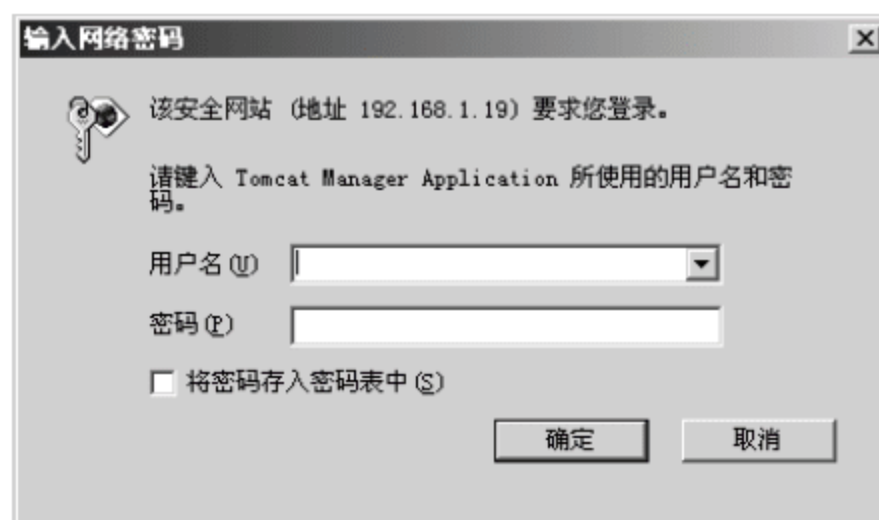 输入网络密码
该安全网站 (地址 192.168.1.19) 要求您登录。
请键入 Tomcat Manager Application 所使用的用户名和密
码。
用户名(U)
密码(P)
将密码存入密码表中(S)
确定 取消